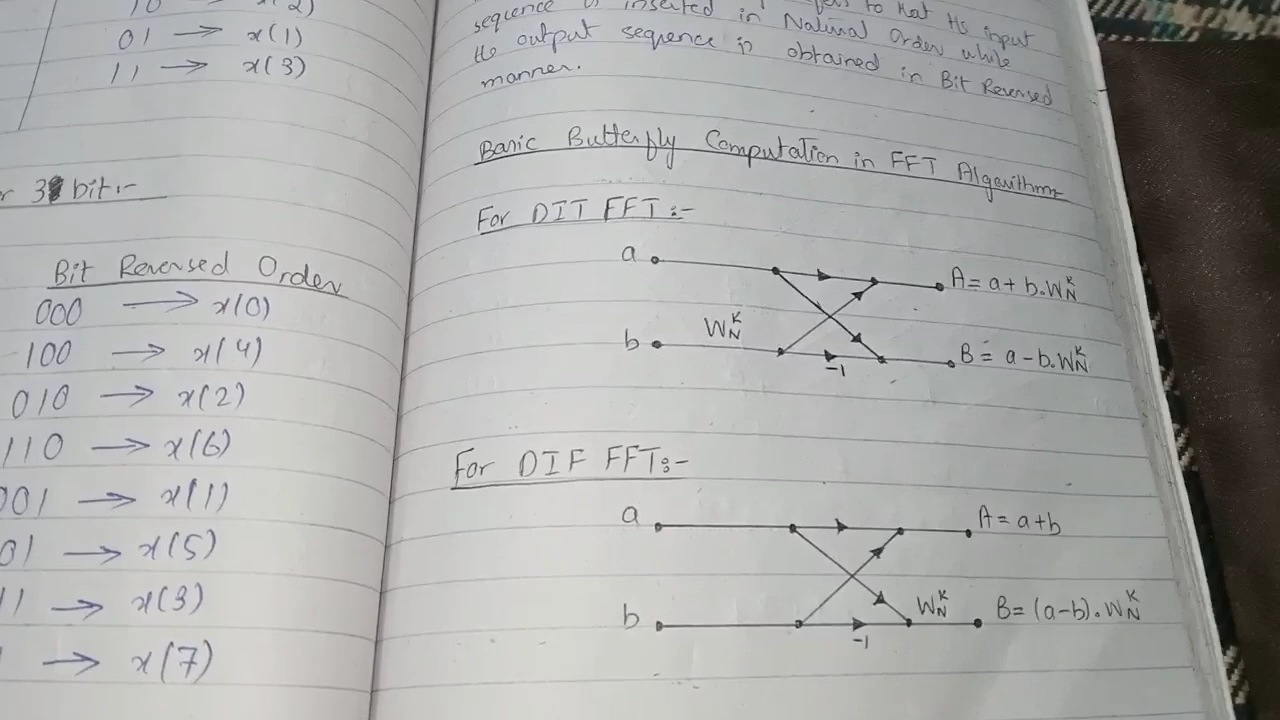 01 → x(1)
11 → x(3)
3 bit:-
Bit Reversed Order
000 → x(0)
100 → x(4)
010 → x(2)
110 → x(6)
001 → x(1)
01 → x(5)
11 → x(3)
→ x(7)
sequence is inserted in Natural Order while
the output sequence is obtained in Bit Reversed
manner.
Basic Butterfly Computation in FFT Algorithm
For DIT FFT:-
a
A = a + b.W_N^K
b W_N^K
-1
B = a - b.W_N^K
For DIF FFT:-
a
A = a+b
b
-1
W_N^K
B = (a-b).W_N^K